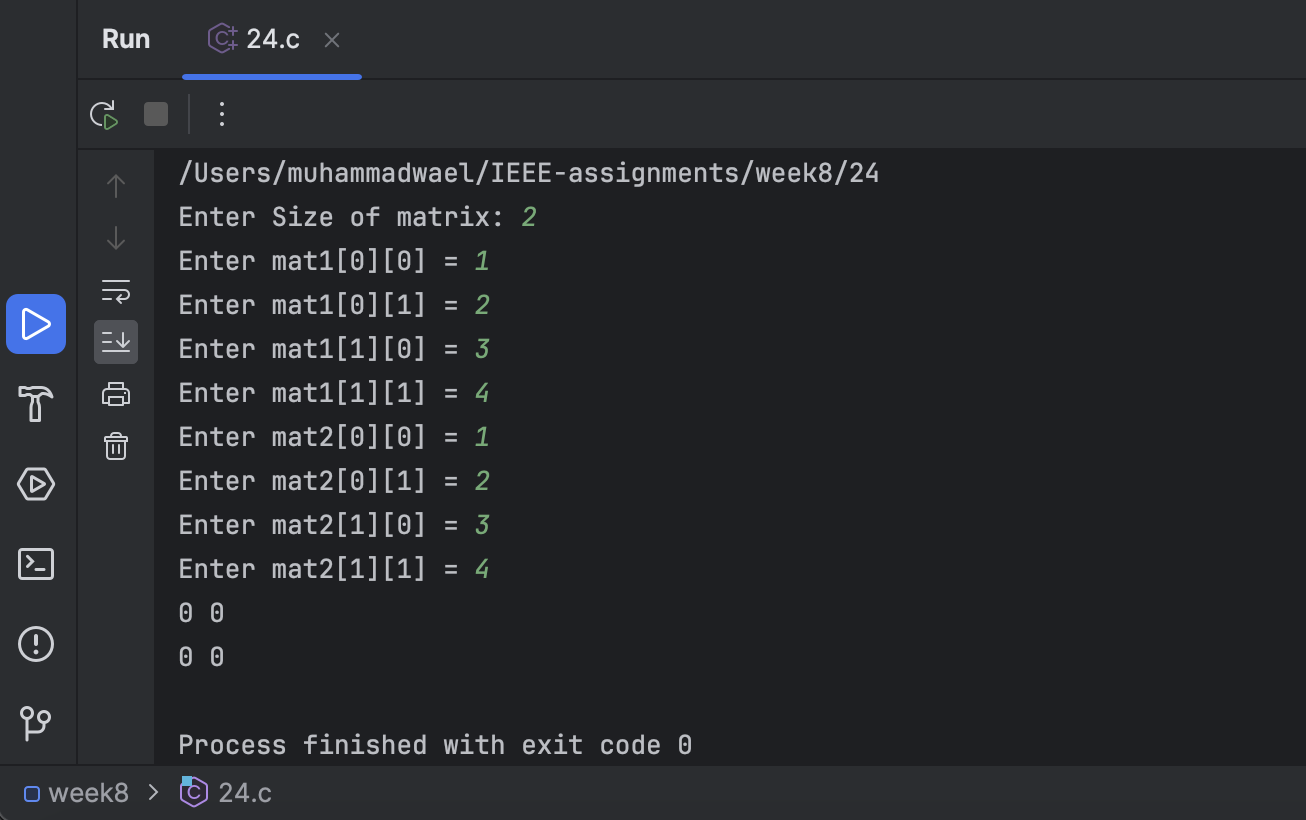 Run 24.c
/Users/muhammadwael/IEEE-assignments/week8/24
Enter Size of matrix: 2
Enter mat1[0][0] = 1
Enter mat1[0][1] = 2
Enter mat1[1][0] = 3
Enter mat1[1][1] = 4
Enter mat2[0][0] = 1
Enter mat2[0][1] = 2
Enter mat2[1][0] = 3
Enter mat2[1][1] = 4
0 0
0 0
Process finished with exit code 0
week8 > 24.c